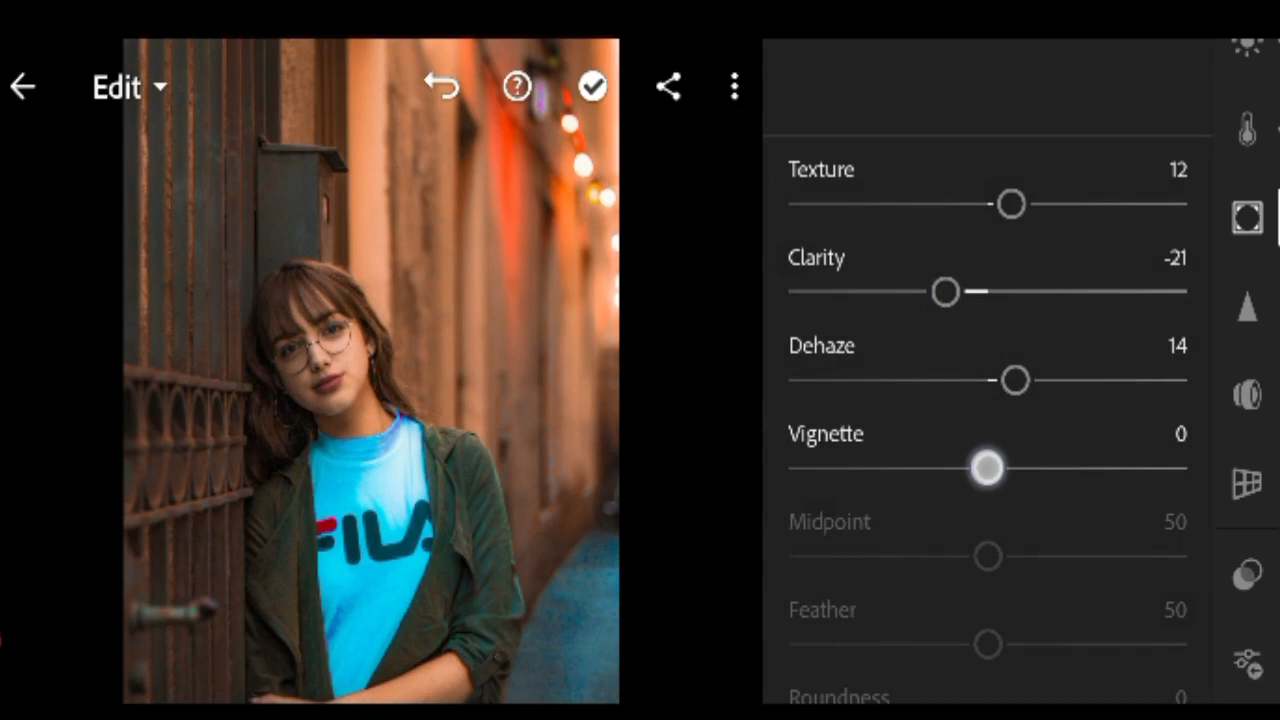 Edit
Texture 12
Clarity -21
Dehaze 14
Vignette 0
Midpoint 50
Feather 50
Roundness 0
FILA